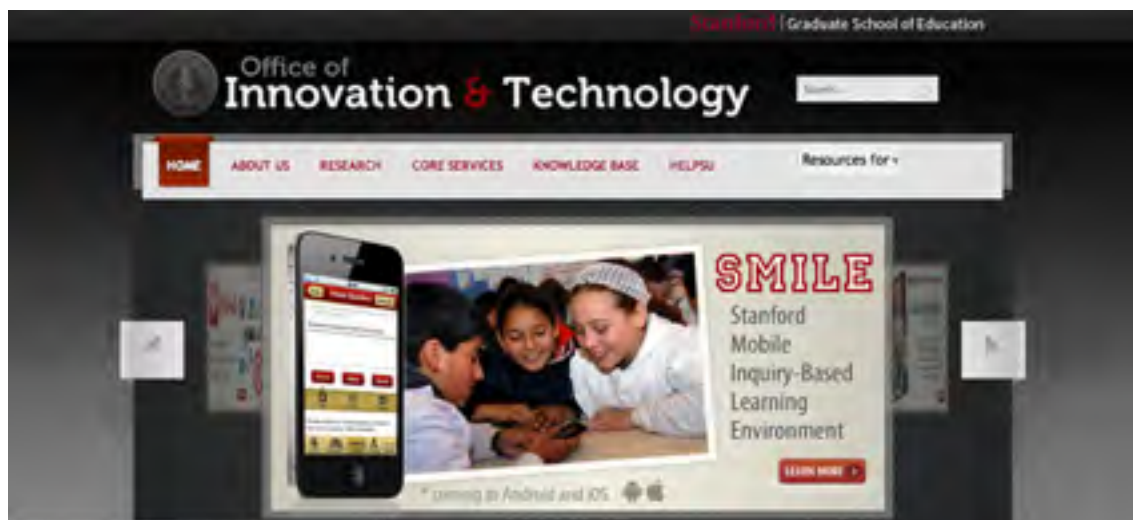 Stanford | Graduate School of Education
Office of
Innovation & Technology
Search...
HOME ABOUT US RESEARCH CORE SERVICES KNOWLEDGE BASE HELPSU Resources for
SMILE
Stanford
Mobile
Inquiry-Based
Learning
Environment
LEARN MORE
* coming to Android and iOS